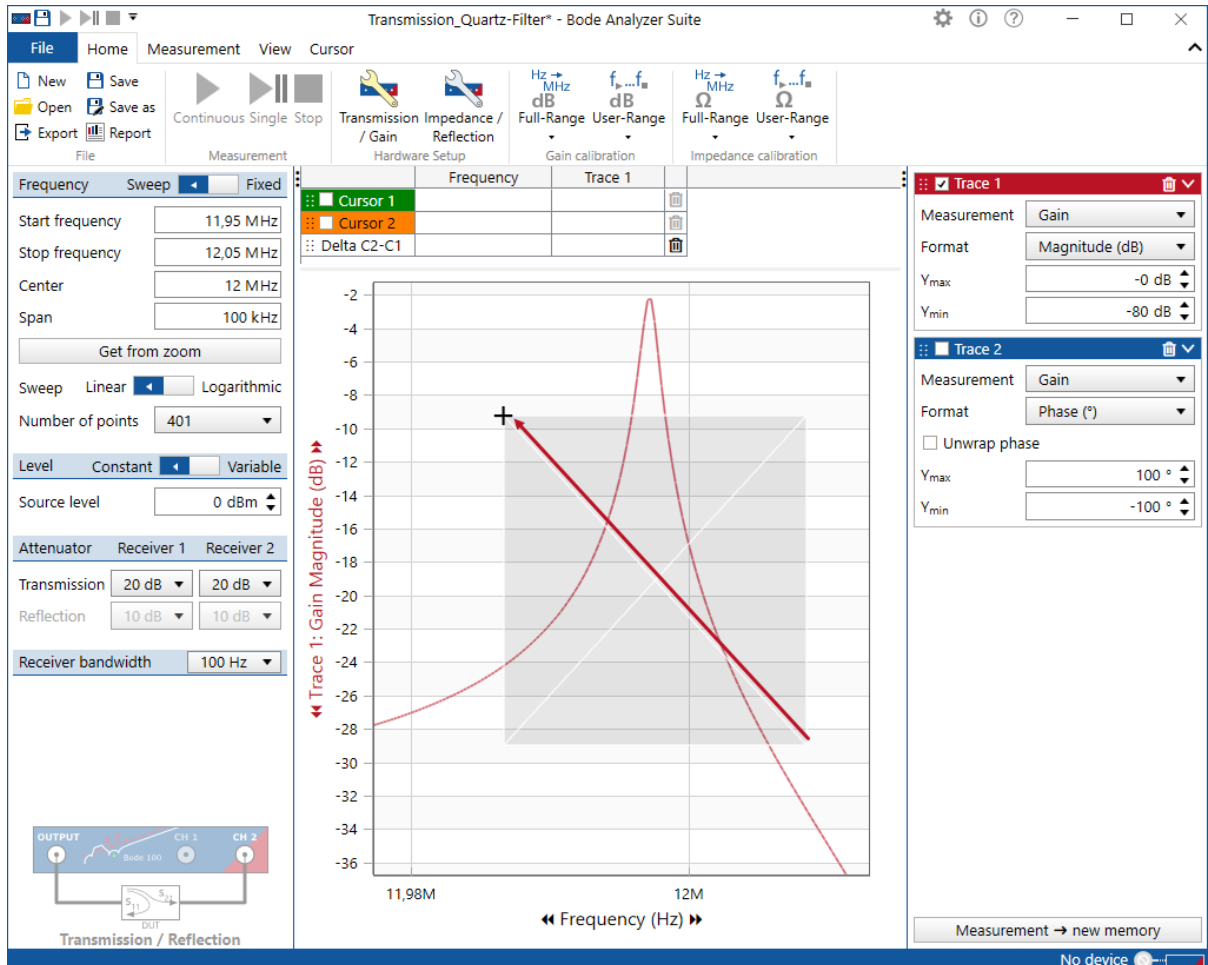 Transmission_Quartz-Filter* - Bode Analyzer Suite
File Home Measurement View Cursor
New Save
Open Save as
Export Report
File
Continuous Single Stop
Measurement
Transmission / Gain
Impedance / Reflection
Hardware Setup
Hz → MHz
dB
Full-Range
f▶...f■
dB
User-Range
Gain calibration
Hz → MHz
Ω
Full-Range
f▶...f■
Ω
User-Range
Impedance calibration
Frequency Sweep Fixed
Start frequency 11,95 MHz
Stop frequency 12,05 MHz
Center 12 MHz
Span 100 kHz
Get from zoom
Sweep Linear Logarithmic
Number of points 401
Level Constant Variable
Source level 0 dBm
Attenuator Receiver 1 Receiver 2
Transmission 20 dB 20 dB
Reflection 10 dB 10 dB
Receiver bandwidth 100 Hz
OUTPUT CH 1 CH 2
Bode 100
S11 S21
DUT
Transmission / Reflection
Frequency Trace 1
Cursor 1
Cursor 2
Delta C2-C1
Trace 1: Gain Magnitude (dB)
-2
-4
-6
-8
-10
-12
-14
-16
-18
-20
-22
-24
-26
-28
-30
-32
-34
-36
11,98M 12M
Frequency (Hz)
Trace 1
Measurement Gain
Format Magnitude (dB)
Ymax -0 dB
Ymin -80 dB
Trace 2
Measurement Gain
Format Phase (°)
Unwrap phase
Ymax 100 °
Ymin -100 °
Measurement → new memory
No device